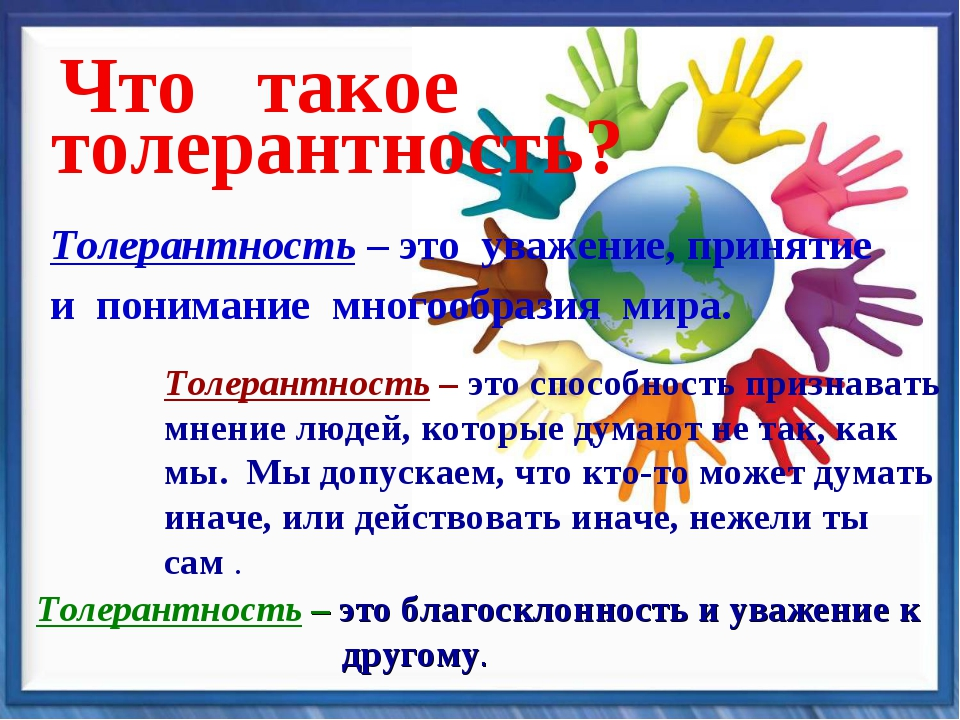 Что такое
толерантность?
Толерантность – это уважение, принятие
и понимание многообразия мира.
Толерантность – это способность признавать
мнение людей, которые думают не так, как
мы. Мы допускаем, что кто-то может думать
иначе, или действовать иначе, нежели ты
сам .
Толерантность – это благосклонность и уважение к
другому.